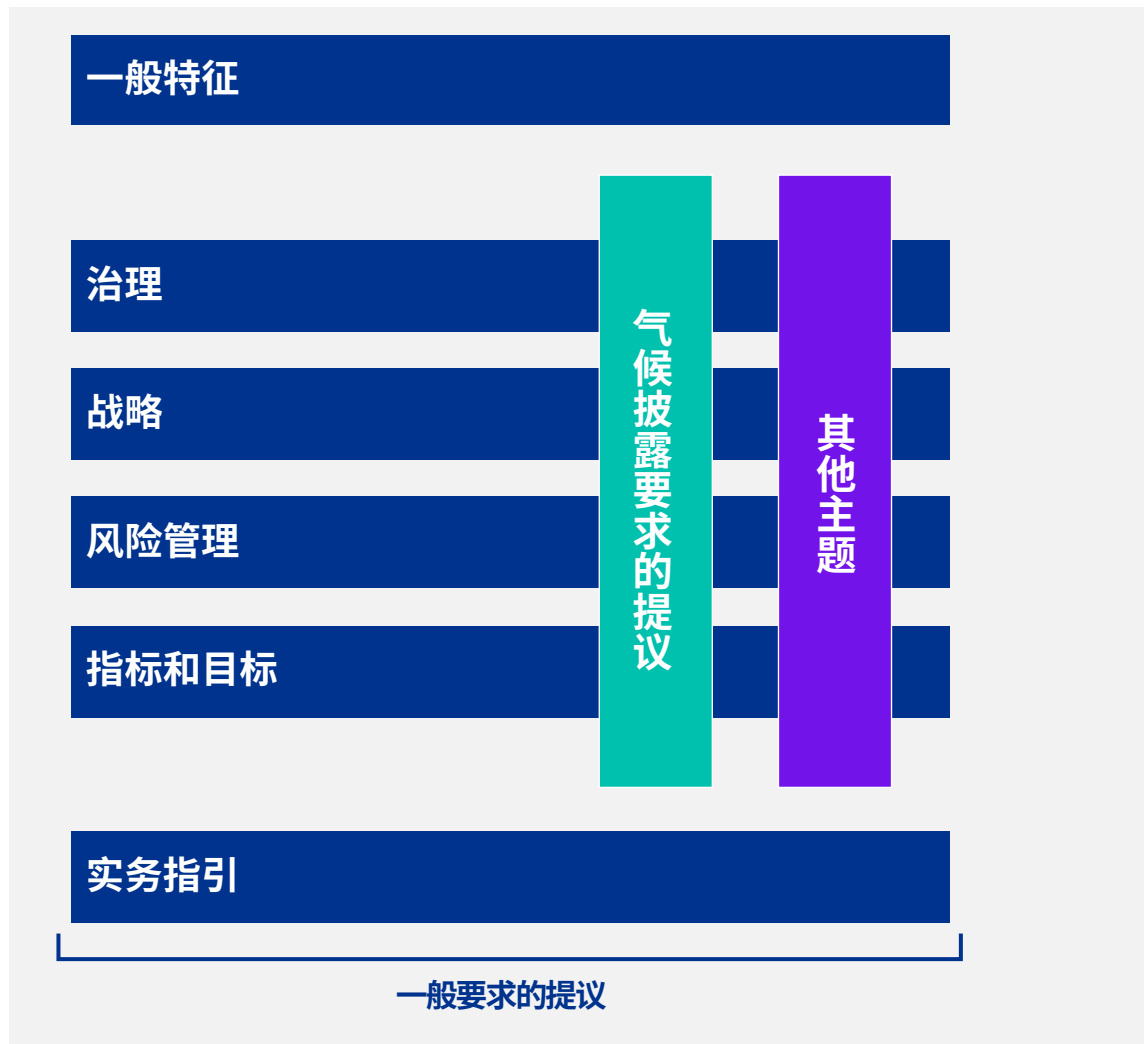 一般特征
治理
战略
风险管理
指标和目标
气候披露要求的提议
其他主题
实务指引
一般要求的提议